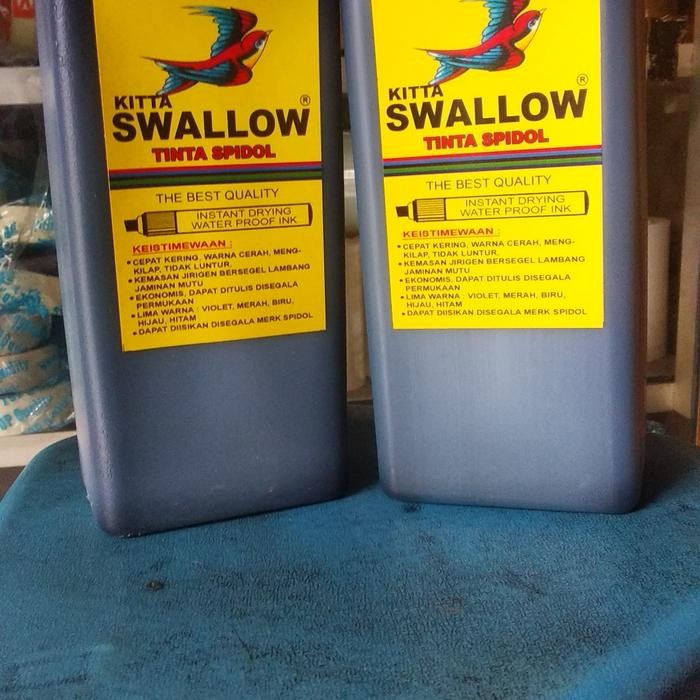 KITTA
SWALLOW ®
TINTA SPIDOL
THE BEST QUALITY
INSTANT DRYING
WATER PROOF INK
KEISTIMEWAAN :
• CEPAT KERING, WARNA CERAH, MENG-
KILAP, TIDAK LUNTUR.
• KEMASAN JIRIGEN BERSEGEL LAMBANG
JAMINAN MUTU
• EKONOMIS, DAPAT DITULIS DISEGALA
PERMUKAAN
• LIMA WARNA : VIOLET, MERAH, BIRU,
HIJAU, HITAM
• DAPAT DIISIKAN DISEGALA MERK SPIDOL
KITTA
SWALLOW ®
TINTA SPIDOL
THE BEST QUALITY
INSTANT DRYING
WATER PROOF INK
KEISTIMEWAAN :
• CEPAT KERING, WARNA CERAH, MENG-
KILAP, TIDAK LUNTUR.
• KEMASAN JIRIGEN BERSEGEL LAMBANG
JAMINAN MUTU
• EKONOMIS, DAPAT DITULIS DISEGALA
PERMUKAAN
• LIMA WARNA : VIOLET, MERAH, BIRU,
HIJAU, HITAM
• DAPAT DIISIKAN DISEGALA MERK SPIDOL